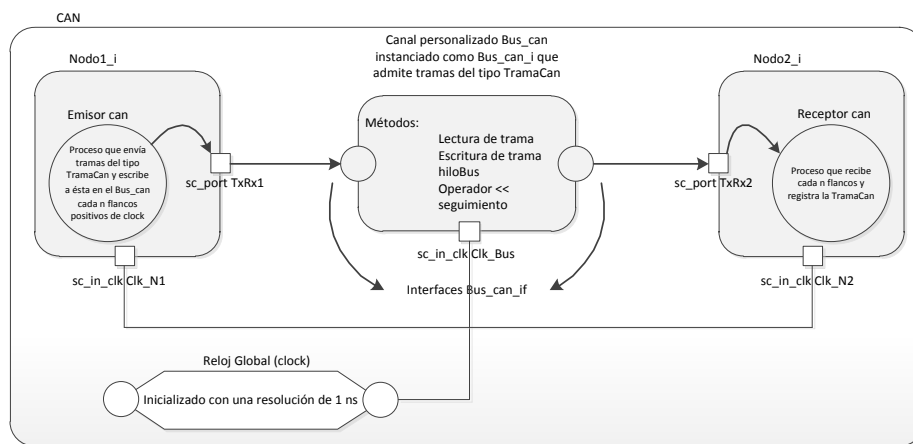 CAN
Nodo1_i
Emisor can
Proceso que envía
tramas del tipo
TramaCan y escribe
a ésta en el Bus_can
cada n flancos
positivos de clock
sc_port TxRx1
sc_in_clk Clk_N1
Canal personalizado Bus_can
instanciado como Bus_can_i que
admite tramas del tipo TramaCan
Métodos:
Lectura de trama
Escritura de trama
hiloBus
Operador <<
seguimiento
sc_in_clk Clk_Bus
Interfaces Bus_can_if
Nodo2_i
Receptor can
Proceso que recibe
cada n flancos y
registra la TramaCan
sc_port TxRx2
sc_in_clk Clk_N2
Reloj Global (clock)
Inicializado con una resolución de 1 ns